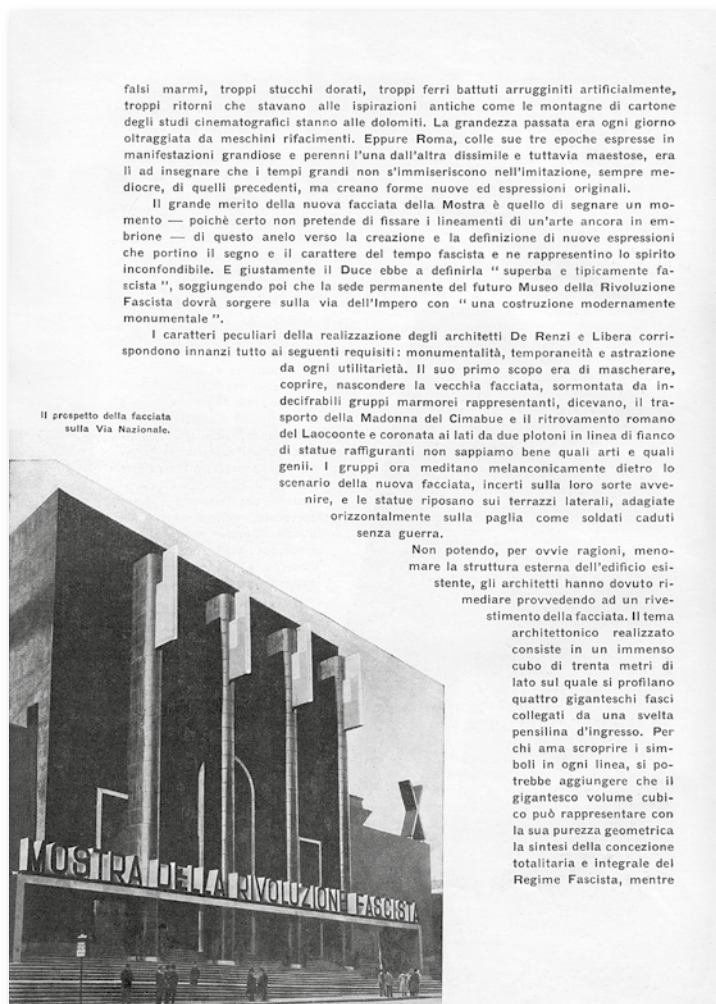 falsi marmi, troppi stucchi dorati, troppi ferri battuti arrugginiti artificialmente,
troppi ritorni che stavano alle ispirazioni antiche come le montagne di cartone
degli studi cinematografici stanno alle dolomiti. La grandezza passata era ogni giorno
oltraggiata da meschini rifacimenti. Eppure Roma, colle sue tre epoche espresse in
manifestazioni grandiose e perenni l'una dall'altra dissimile e tuttavia maestose, era
lì ad insegnare che i tempi grandi non s'immiseriscono nell'imitazione, sempre me-
diocre, di quelli precedenti, ma creano forme nuove ed espressioni originali.
Il grande merito della nuova facciata della Mostra è quello di segnare un mo-
mento — poichè certo non pretende di fissare i lineamenti di un'arte ancora in em-
brione — di questo anelo verso la creazione e la definizione di nuove espressioni
che portino il segno e il carattere del tempo fascista e ne rappresentino lo spirito
inconfondibile. E giustamente il Duce ebbe a definirla “ superba e tipicamente fa-
scista ”, soggiungendo poi che la sede permanente del futuro Museo della Rivoluzione
Fascista dovrà sorgere sulla via dell'Impero con “ una costruzione modernamente
monumentale ”.
I caratteri peculiari della realizzazione degli architetti De Renzi e Libera corri-
spondono innanzi tutto ai seguenti requisiti: monumentalità, temporaneità e astrazione
da ogni utilitarietà. Il suo primo scopo era di mascherare,
coprire, nascondere la vecchia facciata, sormontata da in-
decifrabili gruppi marmorei rappresentanti, dicevano, il tra-
sporto della Madonna del Cimabue e il ritrovamento romano
del Laocoonte e coronata ai lati da due plotoni in linea di fianco
di statue raffiguranti non sappiamo bene quali arti e quali
genii. I gruppi ora meditano melanconicamente dietro lo
scenario della nuova facciata, incerti sulla loro sorte avve-
nire, e le statue riposano sui terrazzi laterali, adagiate
orizzontalmente sulla paglia come soldati caduti
senza guerra.
Non potendo, per ovvie ragioni, meno-
mare la struttura esterna dell'edificio esi-
stente, gli architetti hanno dovuto ri-
mediare provvedendo ad un rive-
stimento della facciata. Il tema
architettonico realizzato
consiste in un immenso
cubo di trenta metri di
lato sul quale si profilano
quattro giganteschi fasci
collegati da una svelta
pensilina d'ingresso. Per
chi ama scroprire i sim-
boli in ogni linea, si po-
trebbe aggiungere che il
gigantesco volume cubi-
co può rappresentare con
la sua purezza geometrica
la sintesi della concezione
totalitaria e integrale del
Regime Fascista, mentre
Il prospetto della facciata
sulla Via Nazionale.
MOSTRA DELLA RIVOLUZIONE FASCISTA